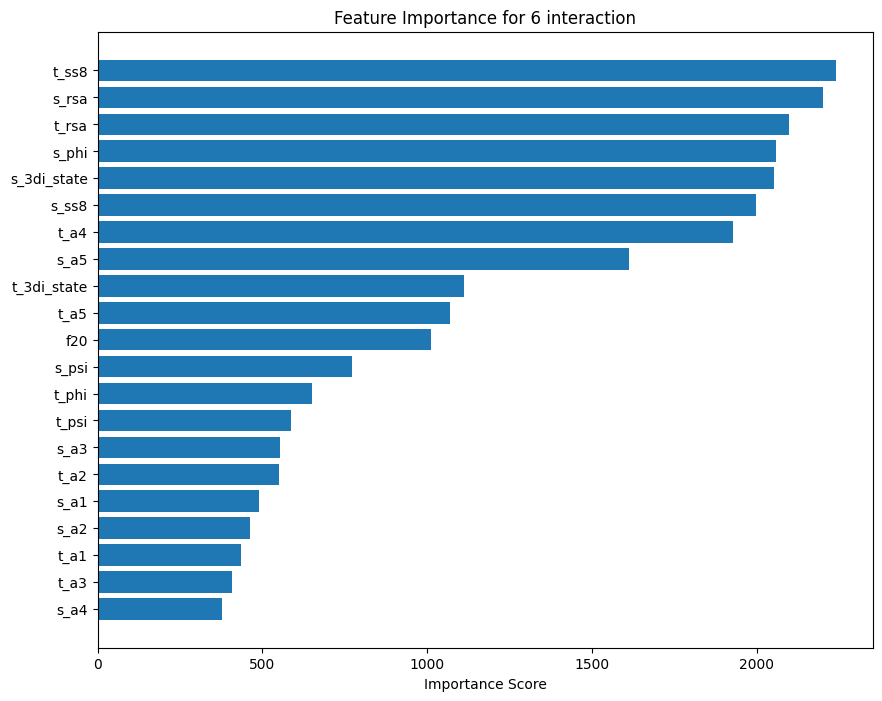 Feature Importance for 6 interaction
t_ss8
s_rsa
t_rsa
s_phi
s_3di_state
s_ss8
t_a4
s_a5
t_3di_state
t_a5
f20
s_psi
t_phi
t_psi
s_a3
t_a2
s_a1
s_a2
t_a1
t_a3
s_a4
0 500 1000 1500 2000
Importance Score